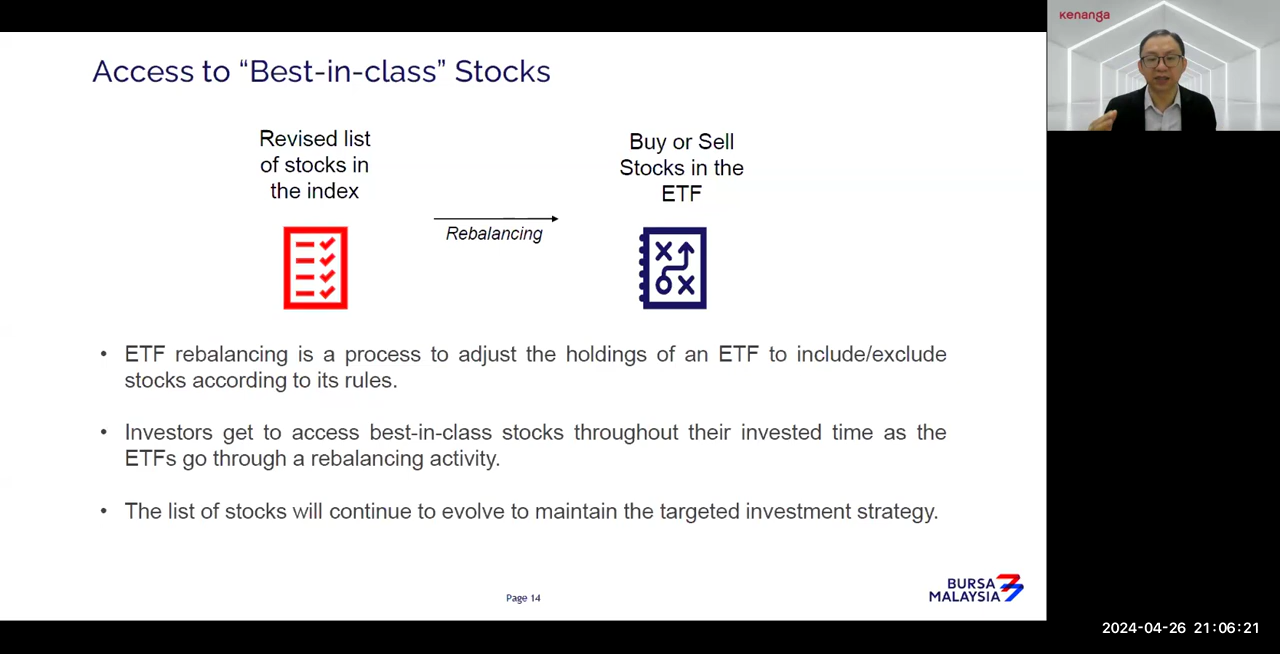 kenanga
Access to “Best-in-class” Stocks
Revised list
of stocks in
the index
Rebalancing
Buy or Sell
Stocks in the
ETF
• ETF rebalancing is a process to adjust the holdings of an ETF to include/exclude
stocks according to its rules.
• Investors get to access best-in-class stocks throughout their invested time as the
ETFs go through a rebalancing activity.
• The list of stocks will continue to evolve to maintain the targeted investment strategy.
Page 14
BURSA
MALAYSIA
2024-04-26 21:06:21